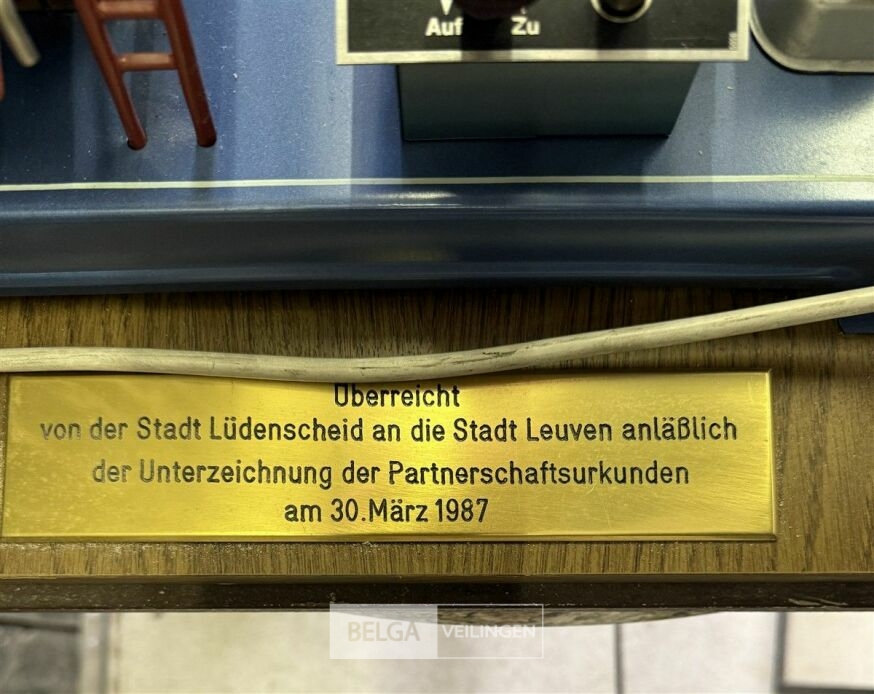 Auf Zu
Überreicht
von der Stadt Lüdenscheid an die Stadt Leuven anläßlich
der Unterzeichnung der Partnerschaftsurkunden
am 30.März 1987
BELGA VEILINGEN